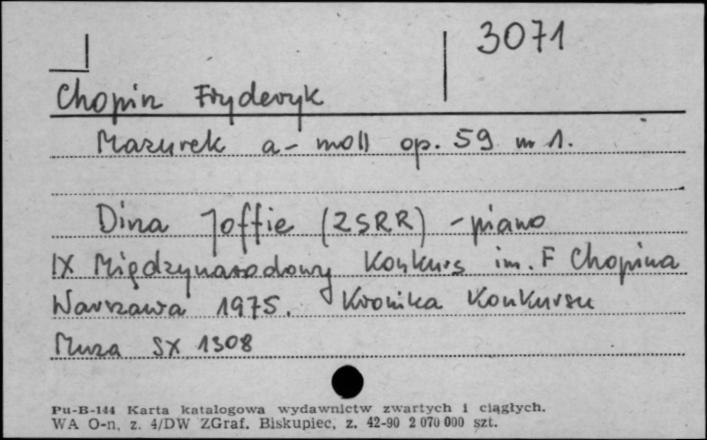 3071
Chopin Fryderyk
Mazurek a-moll op. 59 nr 1.
Dina Joffie (ZSRR) - piano
IX Międzynarodowy Konkurs im. F Chopina
Warszawa 1975. Kronika Konkursu
Muza SX 1308
Pu-B-144 Karta katalogowa wydawnictw zwartych i ciągłych.
WA O-n, z. 4/DW ZGraf. Biskupiec, z. 42-90 2 070 000 szt.